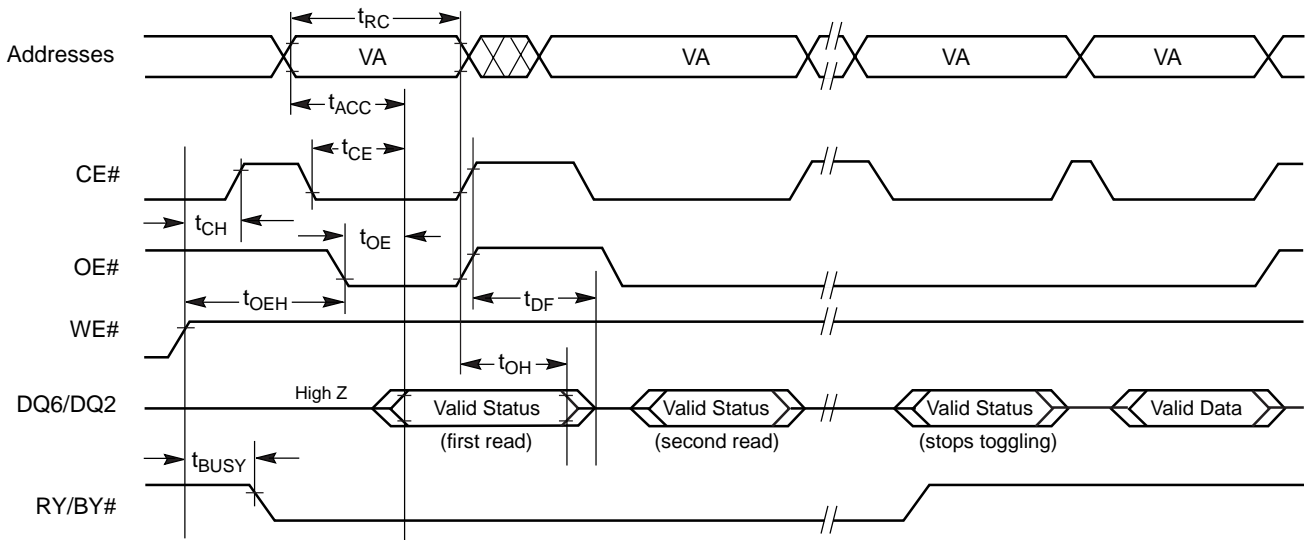 tRC
Addresses VA VA VA VA
tACC
tCE
CE#
tCH
tOE
OE#
tOEH
tDF
WE#
tOH
High Z
DQ6/DQ2 Valid Status Valid Status Valid Status Valid Data
(first read) (second read) (stops toggling)
tBUSY
RY/BY#